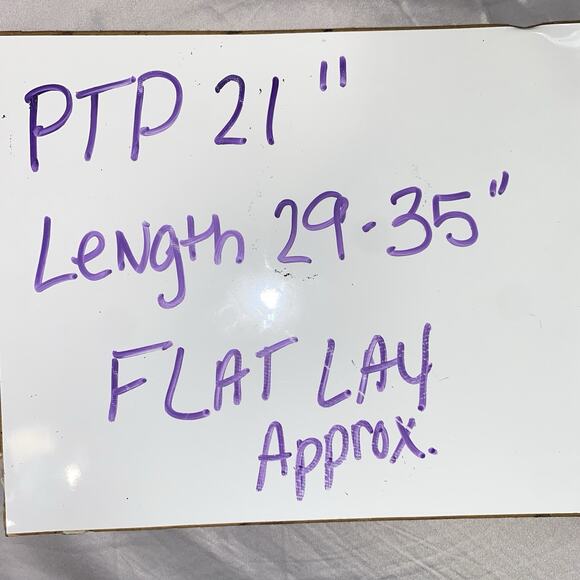 PTP 21"
LeNgth 29-35"
FLAT LAY
Approx.